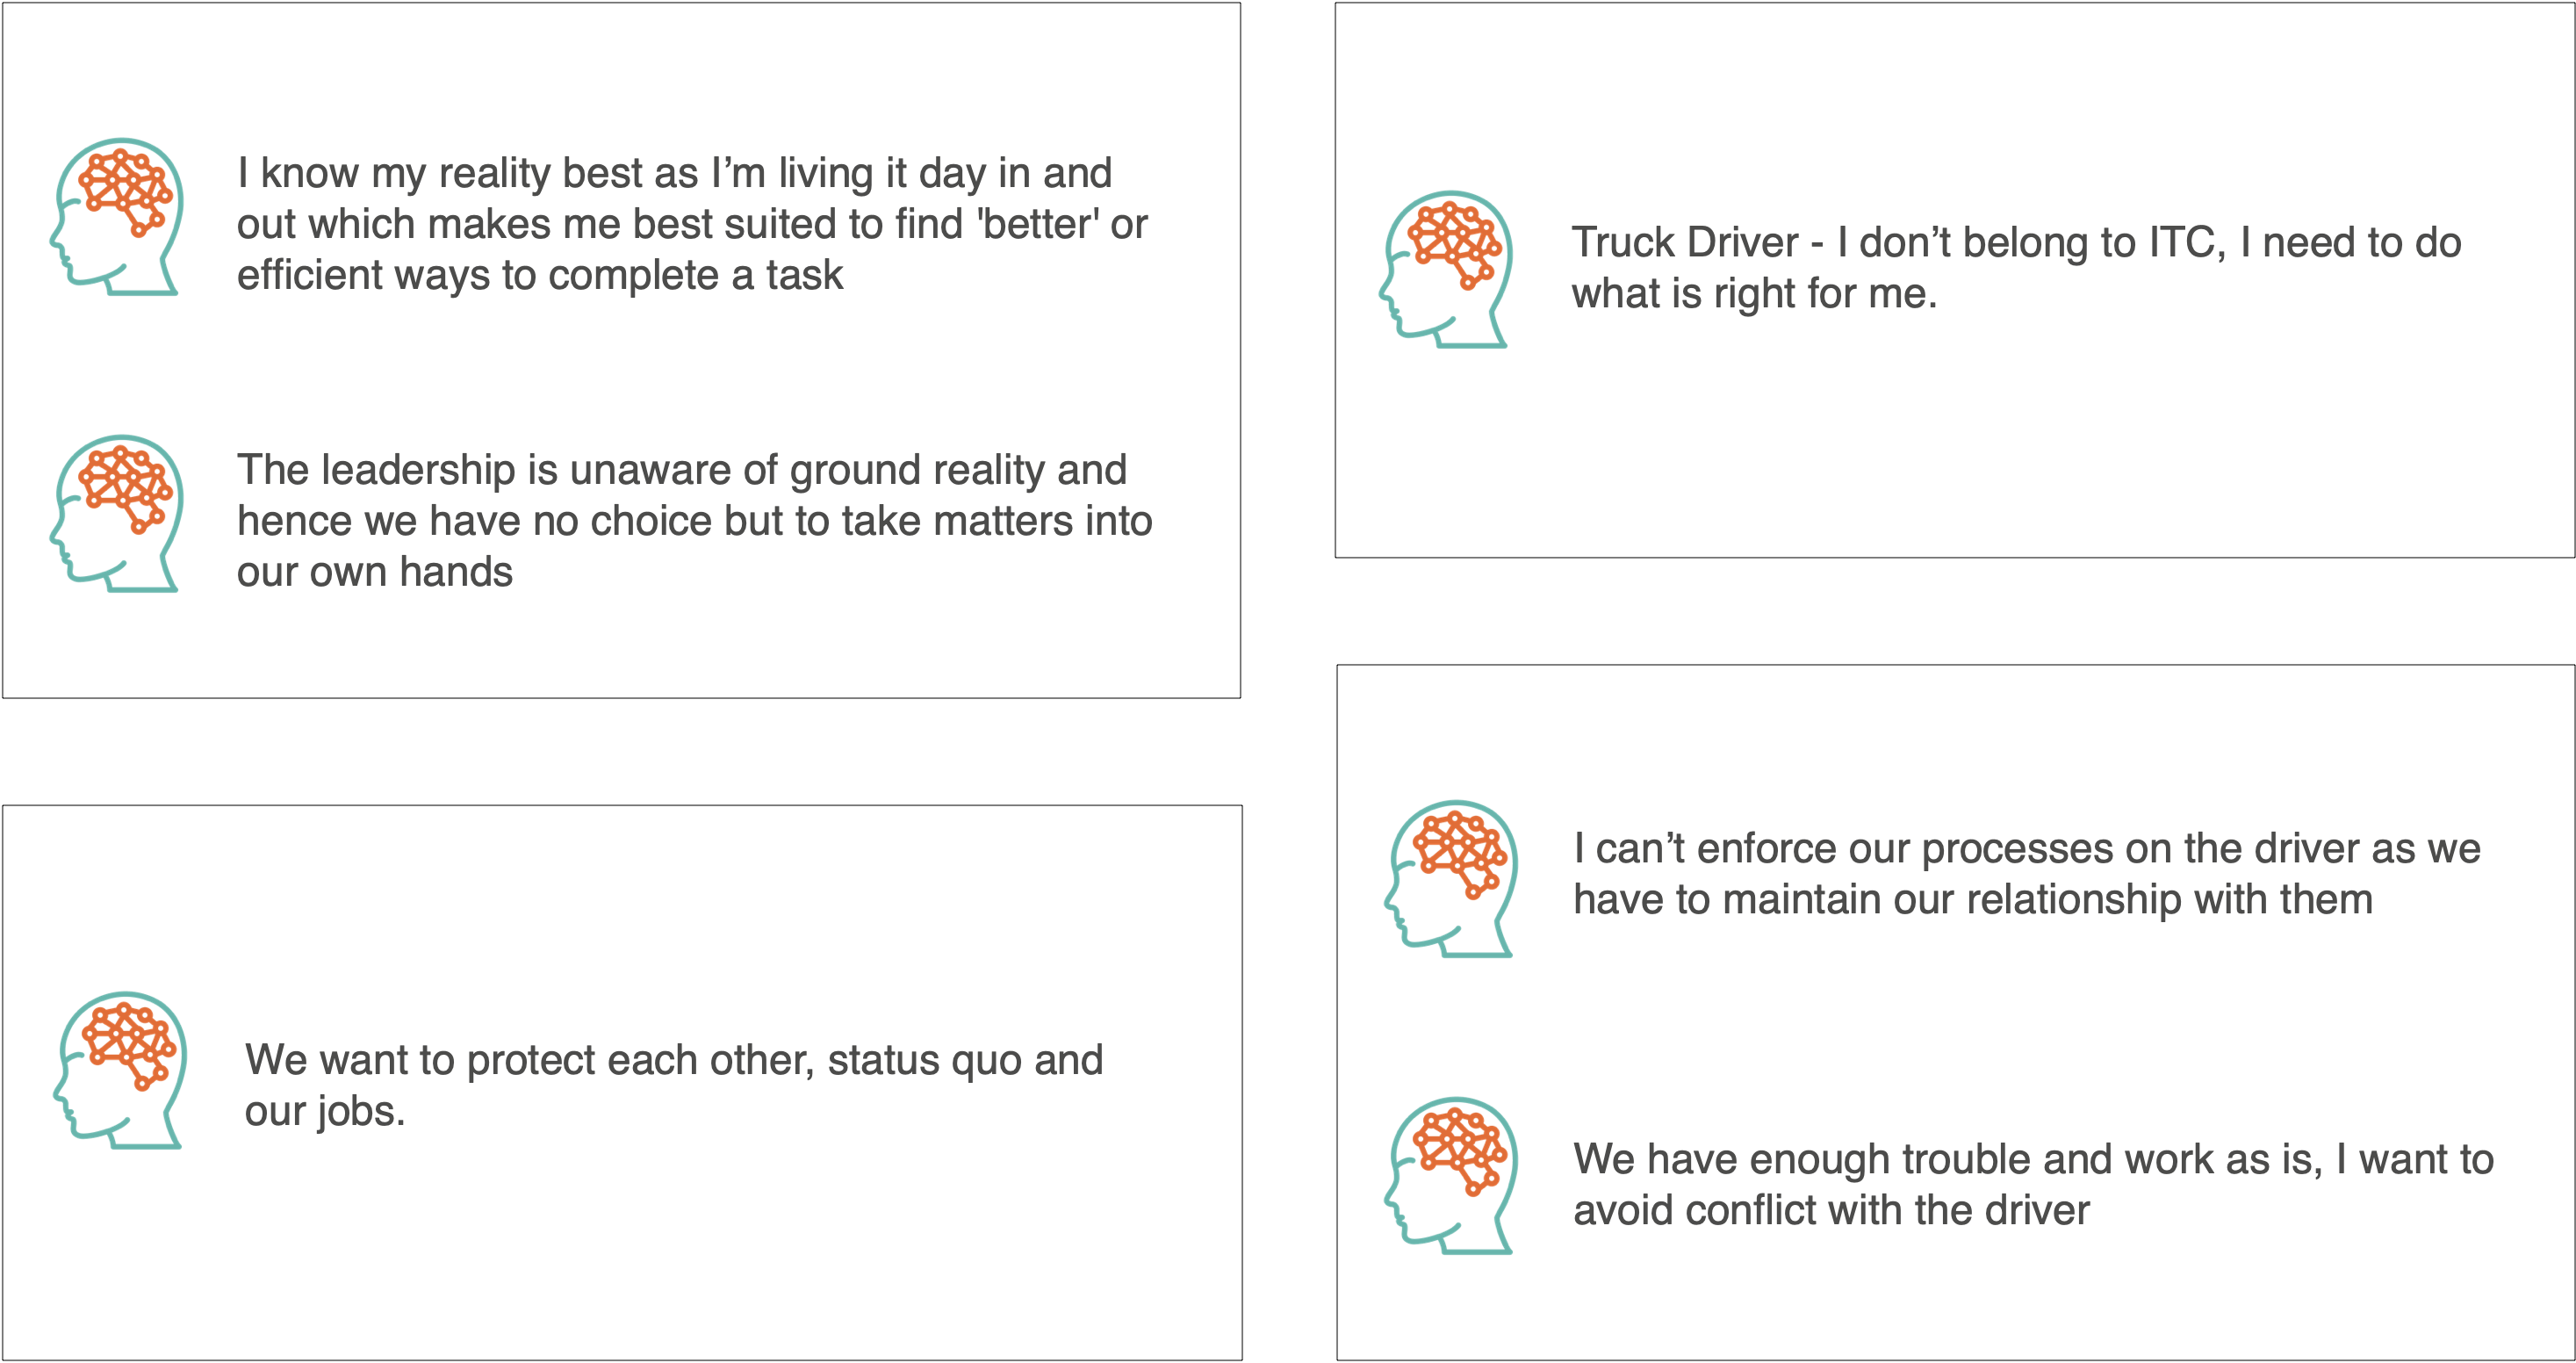 I know my reality best as I’m living it day in and
out which makes me best suited to find 'better' or
efficient ways to complete a task
The leadership is unaware of ground reality and
hence we have no choice but to take matters into
our own hands
Truck Driver - I don’t belong to ITC, I need to do
what is right for me.
We want to protect each other, status quo and
our jobs.
I can’t enforce our processes on the driver as we
have to maintain our relationship with them
We have enough trouble and work as is, I want to
avoid conflict with the driver